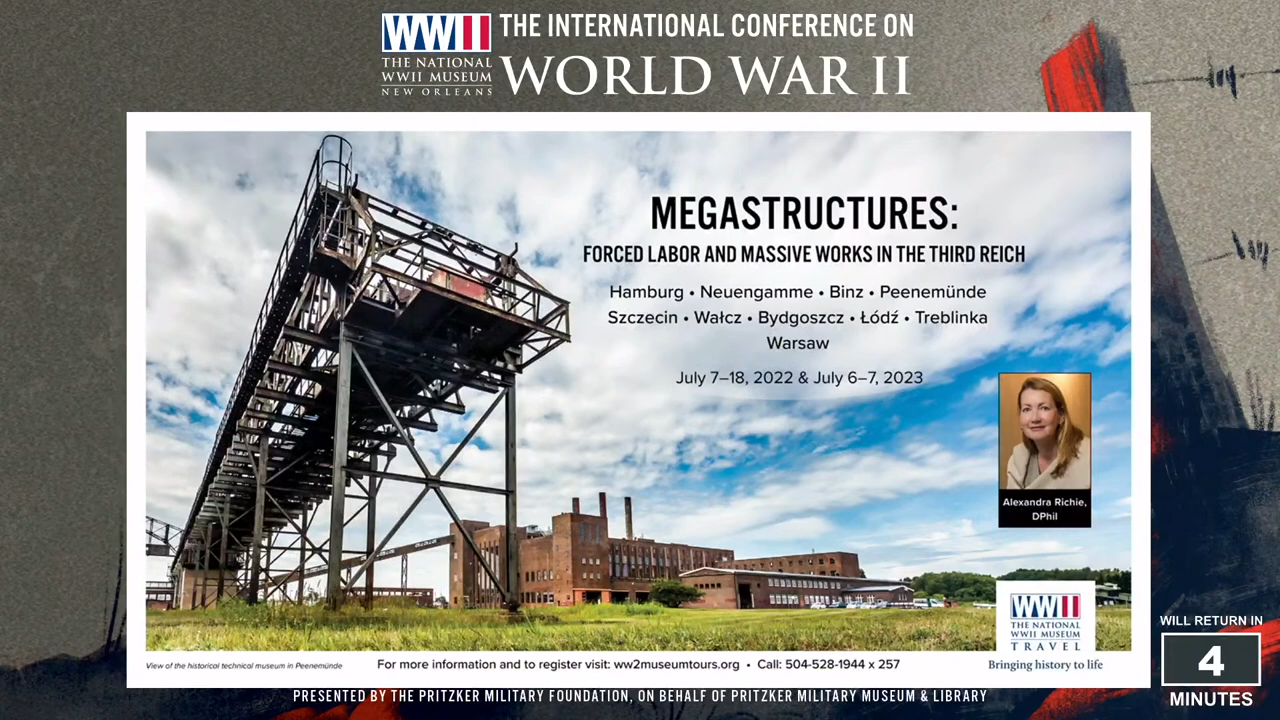 WWII
THE NATIONAL
WWII MUSEUM
NEW ORLEANS
THE INTERNATIONAL CONFERENCE ON
WORLD WAR II
MEGASTRUCTURES:
FORCED LABOR AND MASSIVE WORKS IN THE THIRD REICH
Hamburg • Neuengamme • Binz • Peenemünde
Szczecin • Wałcz • Bydgoszcz • Łódź • Treblinka
Warsaw
July 7–18, 2022 & July 6–7, 2023
Alexandra Richie,
DPhil
WWII
THE NATIONAL
WWII MUSEUM
TRAVEL
Bringing history to life
View of the historical technical museum in Peenemünde
For more information and to register visit: ww2museumtours.org • Call: 504-528-1944 x 257
WILL RETURN IN
4
MINUTES
PRESENTED BY THE PRITZKER MILITARY FOUNDATION, ON BEHALF OF PRITZKER MILITARY MUSEUM & LIBRARY